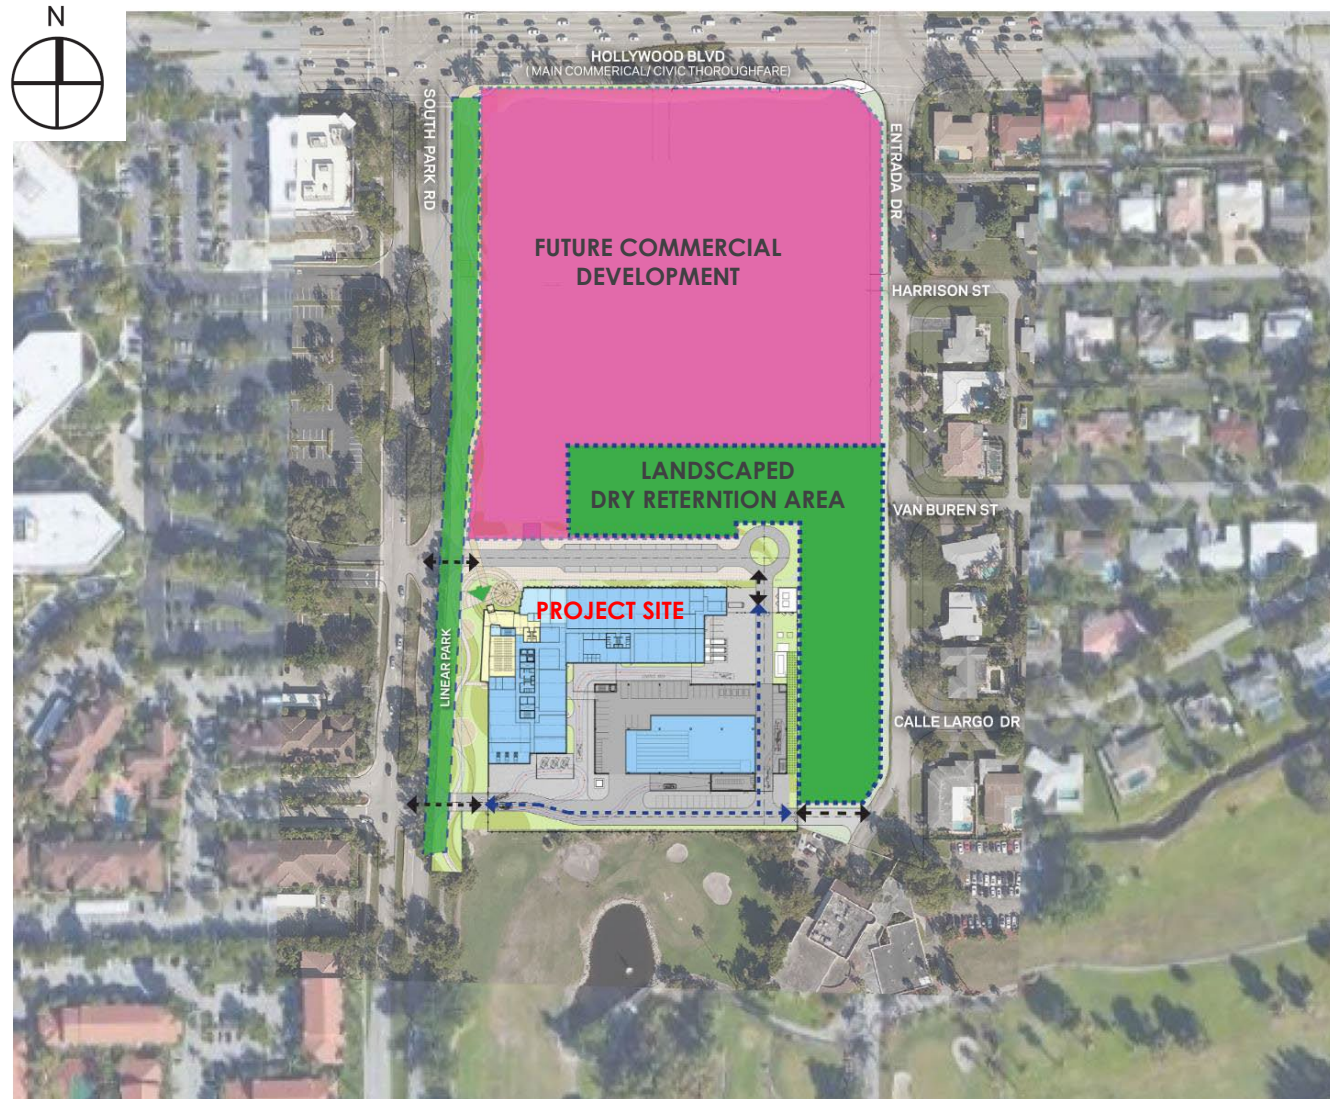 N
HOLLYWOOD BLVD
(MAIN COMMERICAL/ CIVIC THOROUGHFARE)
SOUTH PARK RD
ENTRADA DR
FUTURE COMMERCIAL
DEVELOPMENT
HARRISON ST
LANDSCAPED
DRY RETERNTION AREA
VAN BUREN ST
PROJECT SITE
LINEAR PARK
CALLE LARGO DR